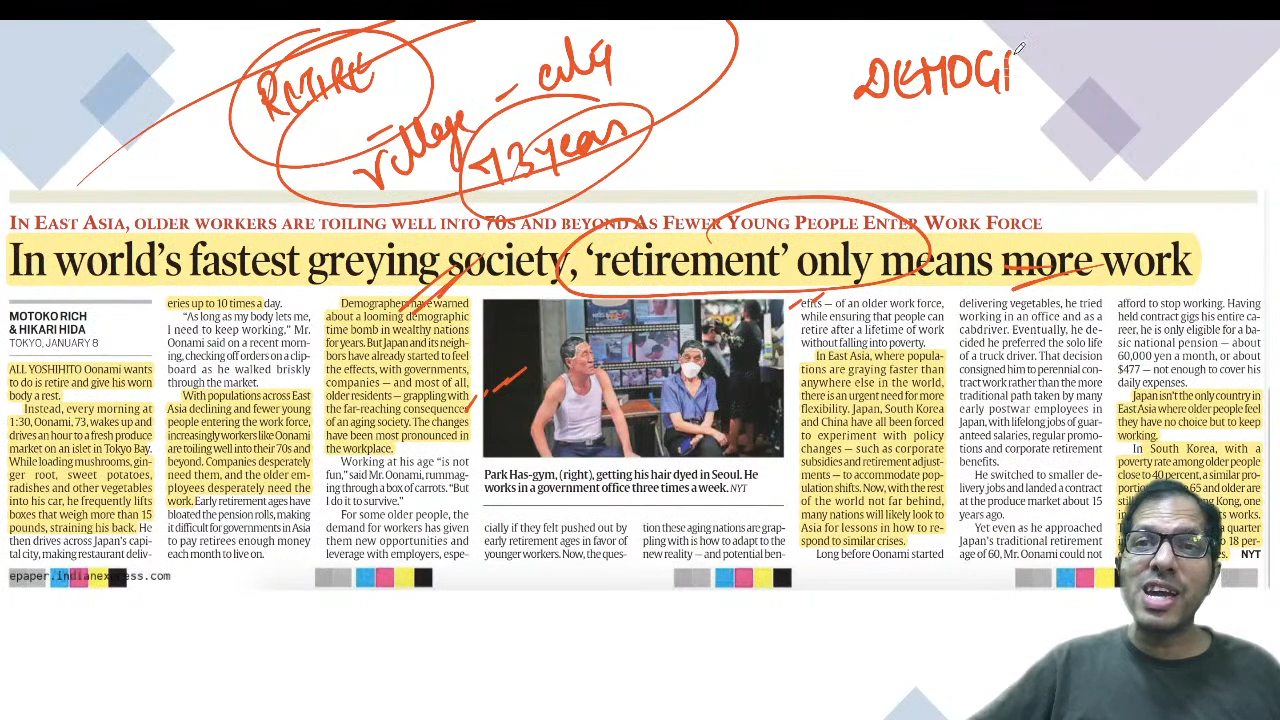 RETIRE
village - city
73 years
DEMOGR
IN EAST ASIA, OLDER WORKERS ARE TOILING WELL INTO 70S AND BEYOND AS FEWER YOUNG PEOPLE ENTER WORK FORCE
In world's fastest greying society, 'retirement' only means more work
MOTOKO RICH
& HIKARI HIDA
TOKYO, JANUARY 8
ALL YOSHIHITO Oonami wants
to do is retire and give his worn
body a rest.
Instead, every morning at
1:30, Oonami, 73, wakes up and
drives an hour to a fresh produce
market on an islet in Tokyo Bay.
While loading mushrooms, gin-
ger root, sweet potatoes,
radishes and other vegetables
into his car, he frequently lifts
boxes that weigh more than 15
pounds, straining his back. He
then drives across Japan's capi-
tal city, making restaurant deliv-
eries up to 10 times a day.
"As long as my body lets me,
I need to keep working," Mr.
Oonami said on a recent morn-
ing, checking off orders on a clip-
board as he walked briskly
through the market.
With populations across East
Asia declining and fewer young
people entering the work force,
increasingly workers like Oonami
are toiling well into their 70s and
beyond. Companies desperately
need them, and the older em-
ployees desperately need the
work. Early retirement ages have
bloated the pension rolls, making
it difficult for governments in Asia
to pay retirees enough money
each month to live on.
Demographers have warned
about a looming demographic
time bomb in wealthy nations
for years. But Japan and its neigh-
bors have already started to feel
the effects, with governments,
companies — and most of all,
older residents — grappling with
the far-reaching consequences
of an aging society. The changes
have been most pronounced in
the workplace.
Working at his age "is not
fun," said Mr. Oonami, rummag-
ing through a box of carrots. "But
I do it to survive."
For some older people, the
demand for workers has given
them new opportunities and
leverage with employers, espe-
Park Has-gym, (right), getting his hair dyed in Seoul. He
works in a government office three times a week. NYT
cially if they felt pushed out by
early retirement ages in favor of
younger workers. Now, the ques-
tion these aging nations are grap-
pling with is how to adapt to the
new reality — and potential ben-
efits — of an older work force,
while ensuring that people can
retire after a lifetime of work
without falling into poverty.
In East Asia, where popula-
tions are graying faster than
anywhere else in the world,
there is an urgent need for more
flexibility. Japan, South Korea
and China have all been forced
to experiment with policy
changes — such as corporate
subsidies and retirement adjust-
ments — to accommodate pop-
ulation shifts. Now, with the rest
of the world not far behind,
many nations will likely look to
Asia for lessons in how to re-
spond to similar crises.
Long before Oonami started
delivering vegetables, he tried
working in an office and as a
cabdriver. Eventually, he de-
cided he preferred the solo life
of a truck driver. That decision
consigned him to perennial con-
tract work rather than the more
traditional path taken by many
early postwar employees in
Japan, with lifelong jobs of guar-
anteed salaries, regular promo-
tions and corporate retirement
benefits.
He switched to smaller de-
livery jobs and landed a contract
at the produce market about 15
years ago.
Yet even as he approached
Japan's traditional retirement
age of 60, Mr. Oonami could not
afford to stop working. Having
held contract gigs his entire ca-
reer, he is only eligible for a ba-
sic national pension — about
60,000 yen a month, or about
$477 — not enough to cover his
daily expenses.
Japan isn't the only country in
East Asia where older people feel
they have no choice but to keep
working.
In South Korea, with a
poverty rate among older people
close to 40 percent, a similar pro-
65 and older are
Kong, one
works.
a quarter
to 18 per-
NYT
epaper.indianexpress.com